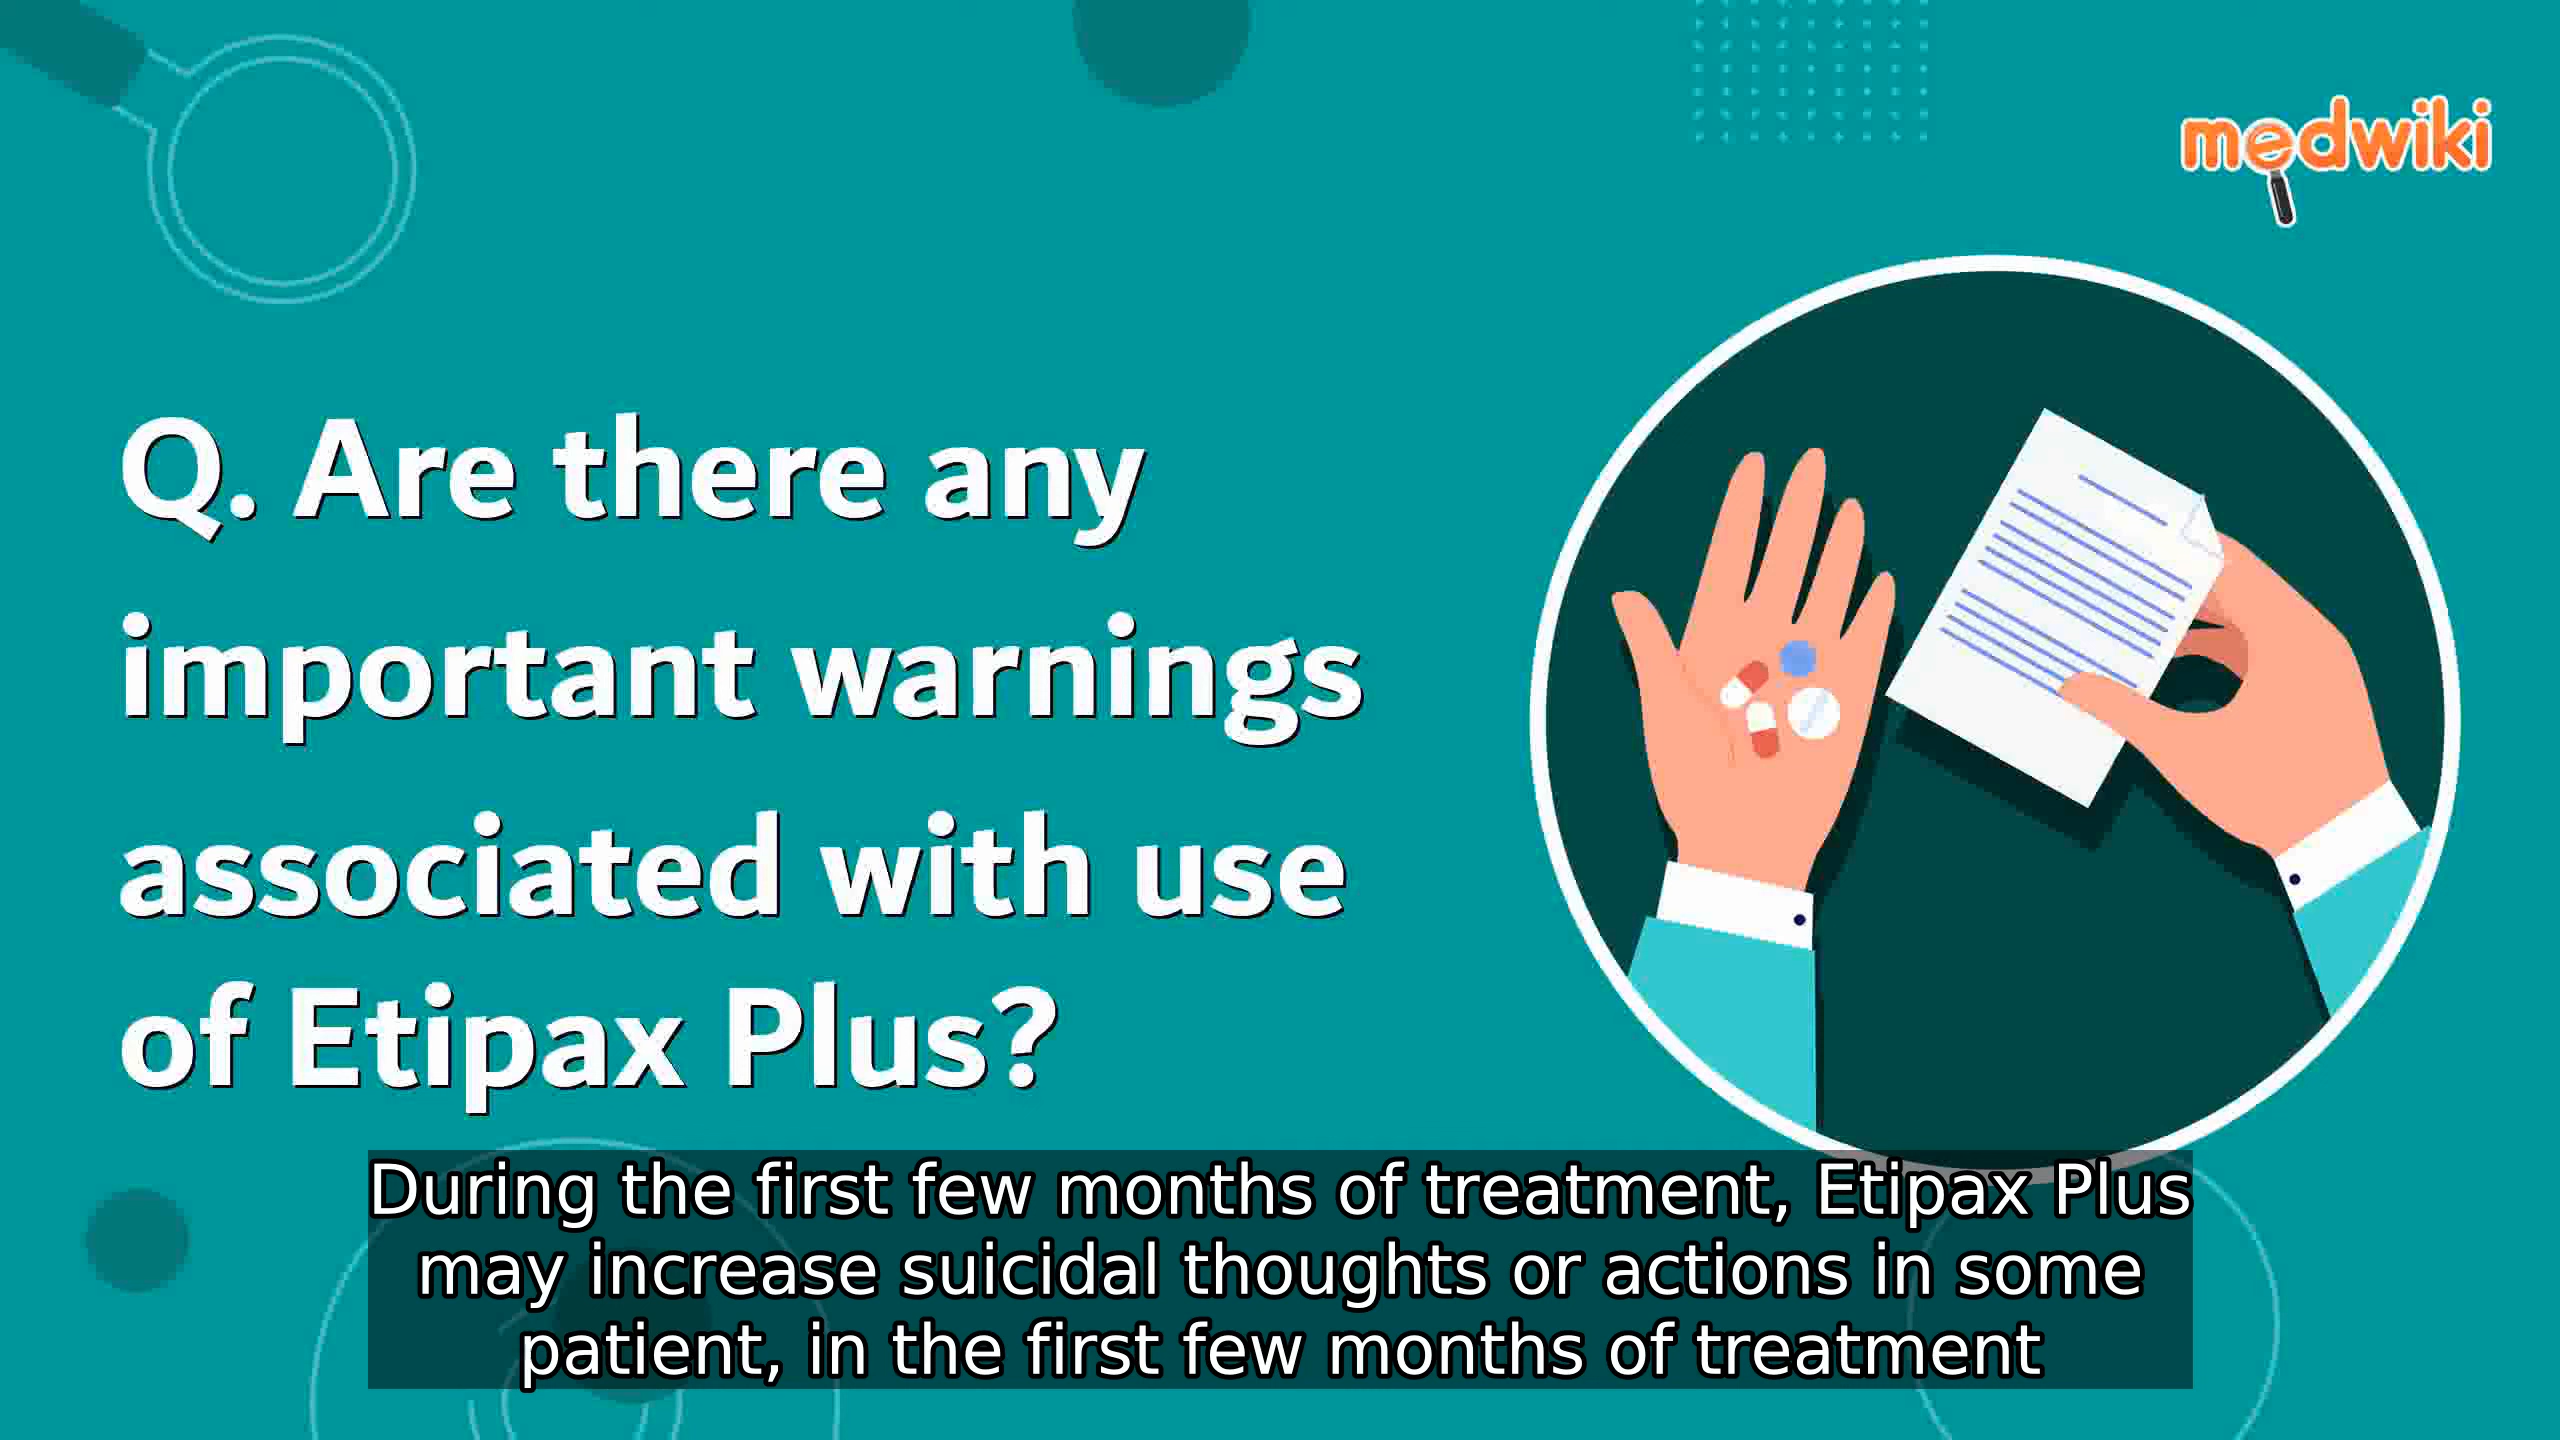 medwiki
Q. Are there any
important warnings
associated with use
of Etipax Plus?
During the first few months of treatment, Etipax Plus
may increase suicidal thoughts or actions in some
patient, in the first few months of treatment